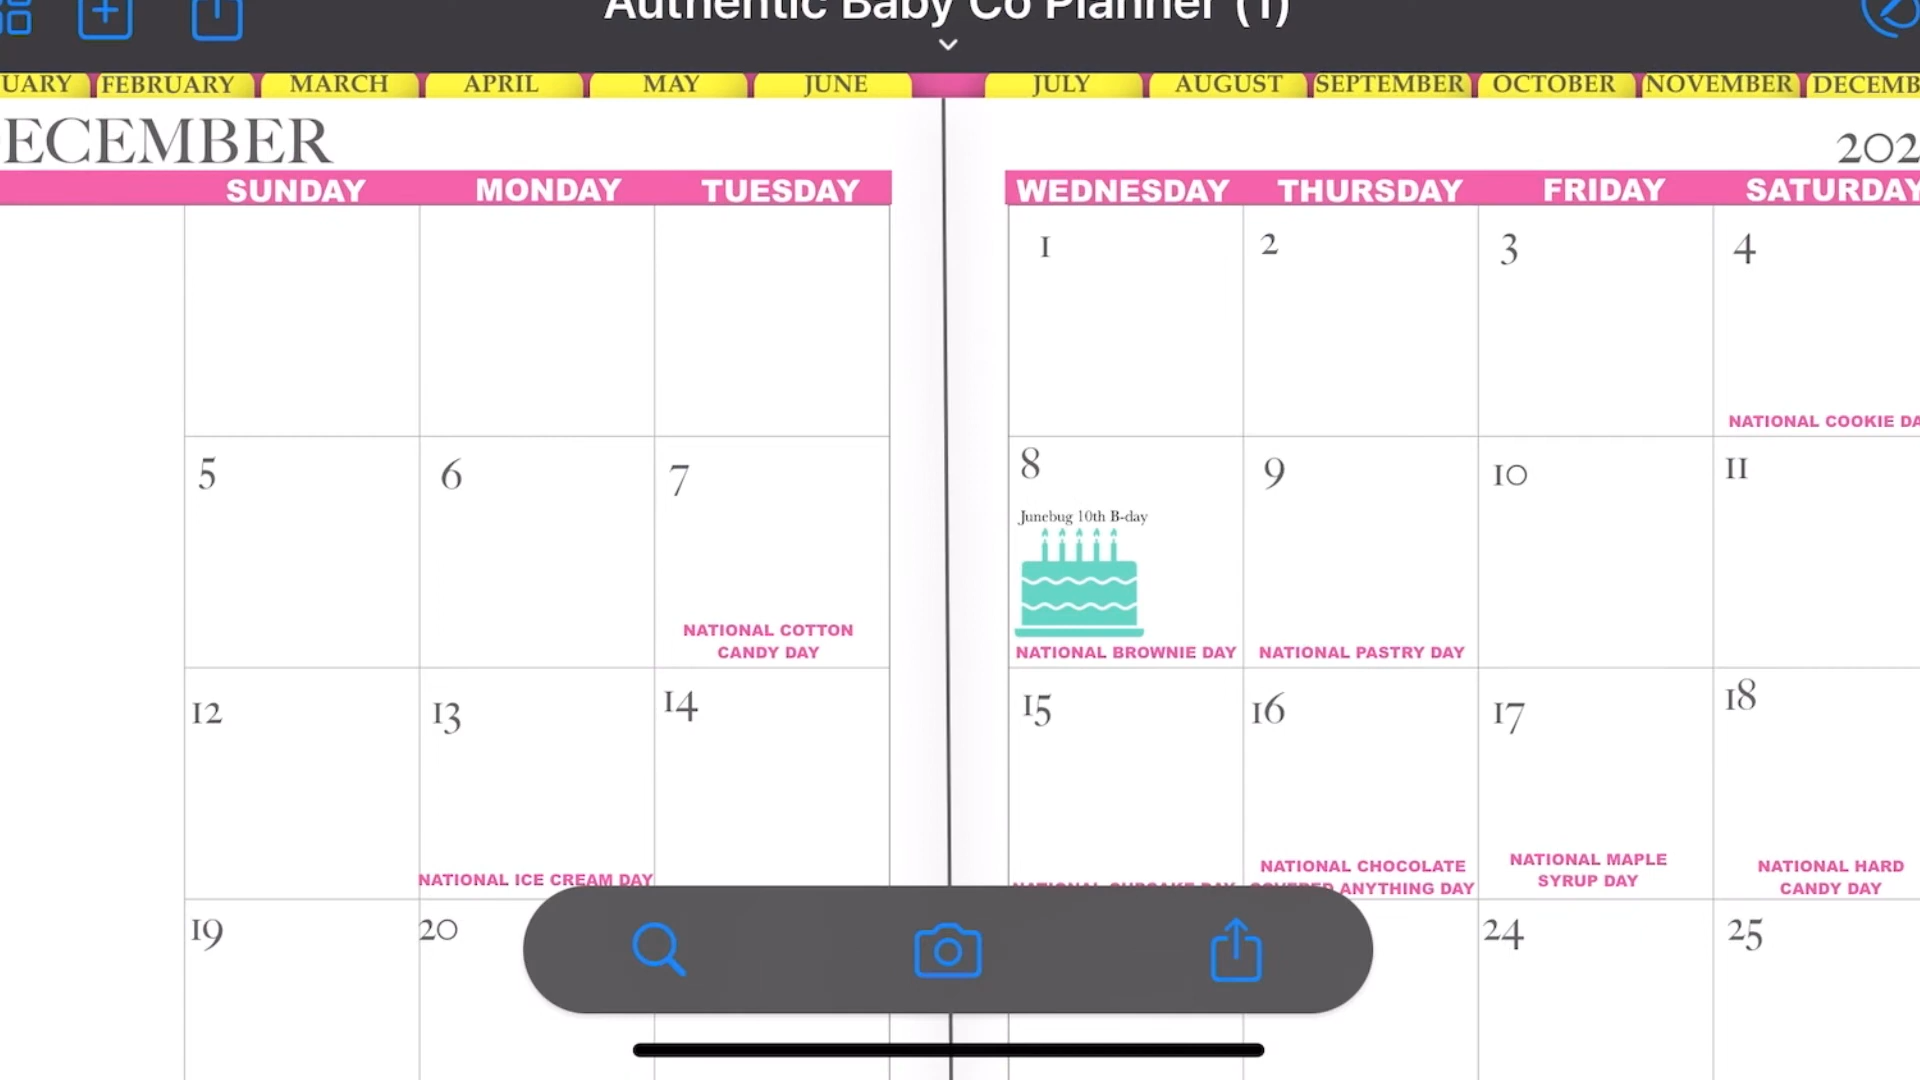 Authentic Baby Co Planner (1)
UARY FEBRUARY MARCH APRIL MAY JUNE JULY AUGUST SEPTEMBER OCTOBER NOVEMBER DECEMB
ECEMBER 202
SUNDAY MONDAY TUESDAY WEDNESDAY THURSDAY FRIDAY SATURDAY
1 2 3 4
NATIONAL COOKIE DA
5 6 7 8 9 10 11
Junebug 10th B-day
NATIONAL COTTON
CANDY DAY
NATIONAL BROWNIE DAY
NATIONAL PASTRY DAY
12 13 14 15 16 17 18
NATIONAL ICE CREAM DAY
NATIONAL CUPCAKE DAY
NATIONAL CHOCOLATE
COVERED ANYTHING DAY
NATIONAL MAPLE
SYRUP DAY
NATIONAL HARD
CANDY DAY
19 20 24 25